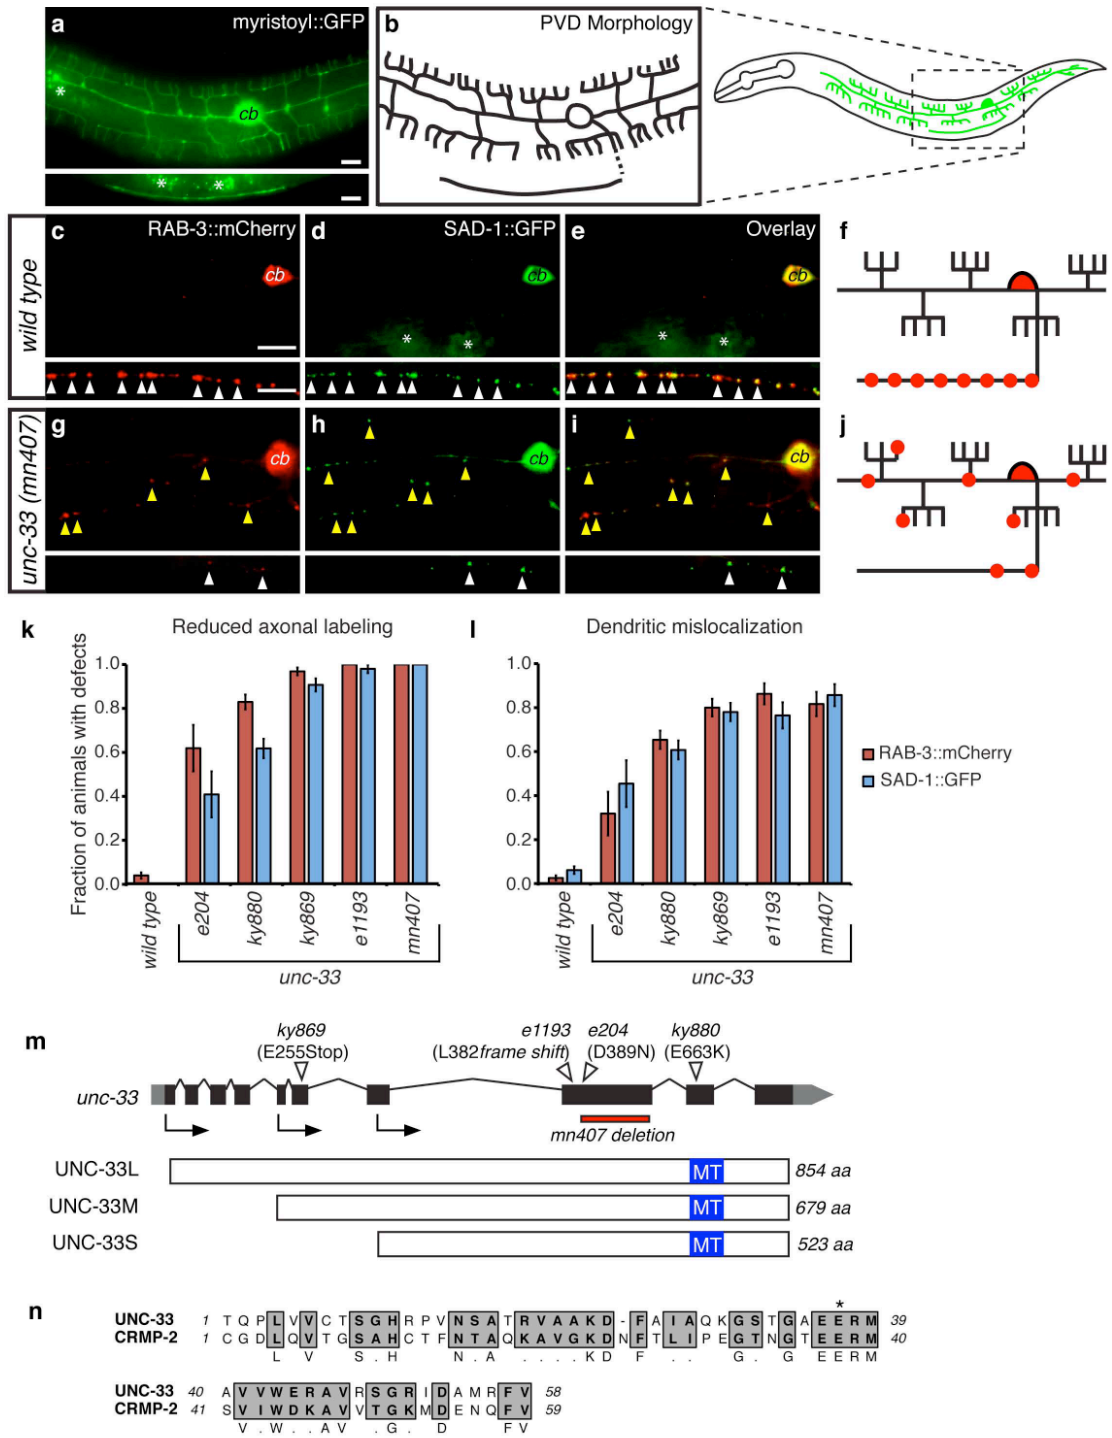 a myristoyl::GFP
cb
* * *
b PVD Morphology
wild type
c RAB-3::mCherry
cb
d SAD-1::GFP
cb
* *
e Overlay
cb
* *
f
unc-33 (mn407)
g
cb
h
cb
i
cb
j
k Reduced axonal labeling
Fraction of animals with defects
1.0
0.8
0.6
0.4
0.2
0.0
wild type
e204
ky880
ky869
e1193
mn407
unc-33
l Dendritic mislocalization
1.0
0.8
0.6
0.4
0.2
0.0
wild type
e204
ky880
ky869
e1193
mn407
unc-33
RAB-3::mCherry
SAD-1::GFP
m
ky869
(E255Stop)
e1193
(L382frame shift)
e204
(D389N)
ky880
(E663K)
unc-33
mn407 deletion
UNC-33L MT 854 aa
UNC-33M MT 679 aa
UNC-33S MT 523 aa
n
*
UNC-33 1 T Q P L V V C T S G H R P V N S A T R V A A K D - F A I A Q K G S T G A E E R M 39
CRMP-2 1 C G D L Q V T G S A H C T F N T A Q K A V G K D N F T L I P E G T N G T E E R M 40
L V S . H N . A . . . . K D F . . G . G E E R M
UNC-33 40 A V V W E R A V R S G R I D A M R F V 58
CRMP-2 41 S V I W D K A V V T G K M D E N Q F V 59
V . W . . A V . G . D F V